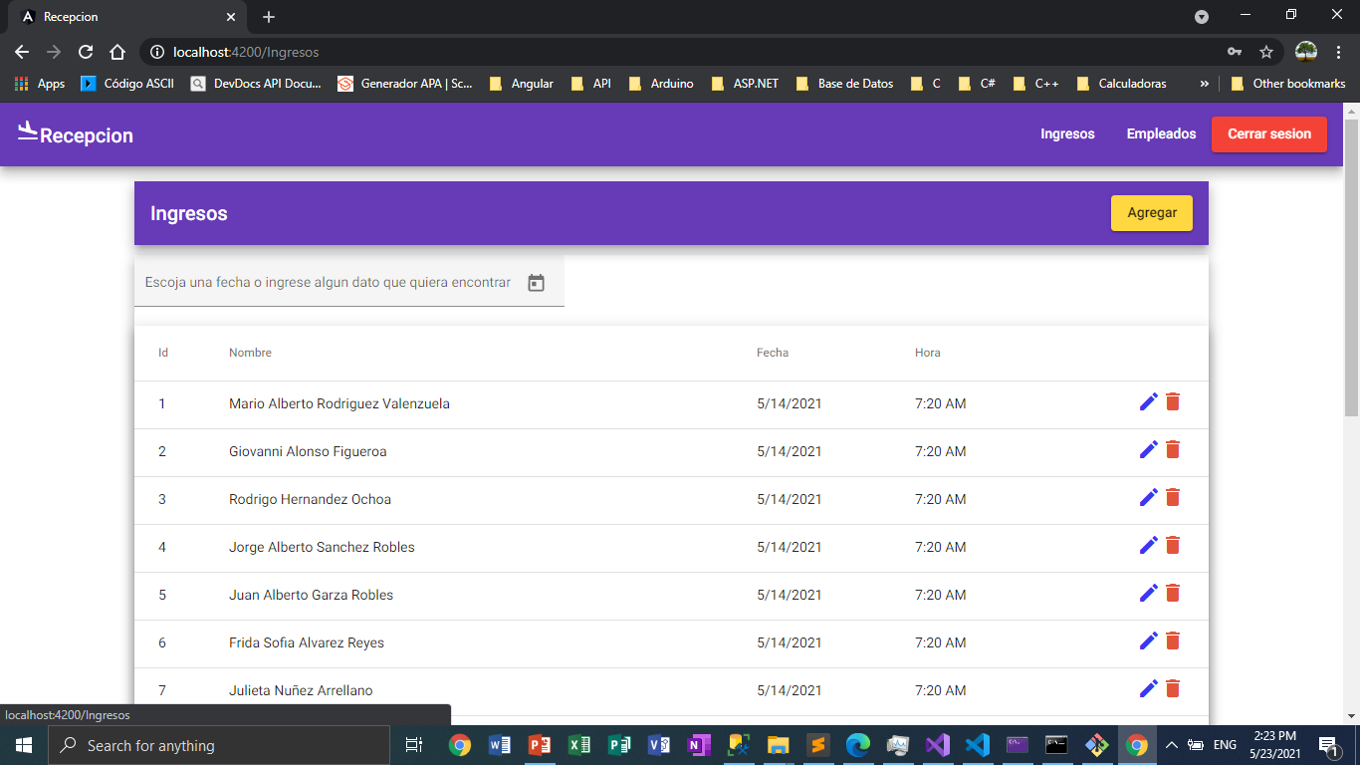 Recepcion
localhost:4200/Ingresos
Apps Código ASCII DevDocs API Docu... Generador APA | Sc... Angular API Arduino ASP.NET Base de Datos C C# C++ Calculadoras » Other bookmarks
Recepcion Ingresos Empleados Cerrar sesion
Ingresos Agregar
Escoja una fecha o ingrese algun dato que quiera encontrar
Id Nombre Fecha Hora
1 Mario Alberto Rodriguez Valenzuela 5/14/2021 7:20 AM
2 Giovanni Alonso Figueroa 5/14/2021 7:20 AM
3 Rodrigo Hernandez Ochoa 5/14/2021 7:20 AM
4 Jorge Alberto Sanchez Robles 5/14/2021 7:20 AM
5 Juan Alberto Garza Robles 5/14/2021 7:20 AM
6 Frida Sofia Alvarez Reyes 5/14/2021 7:20 AM
7 Julieta Nuñez Arrellano 5/14/2021 7:20 AM
localhost:4200/Ingresos
Search for anything ENG 2:23 PM
5/23/2021 1